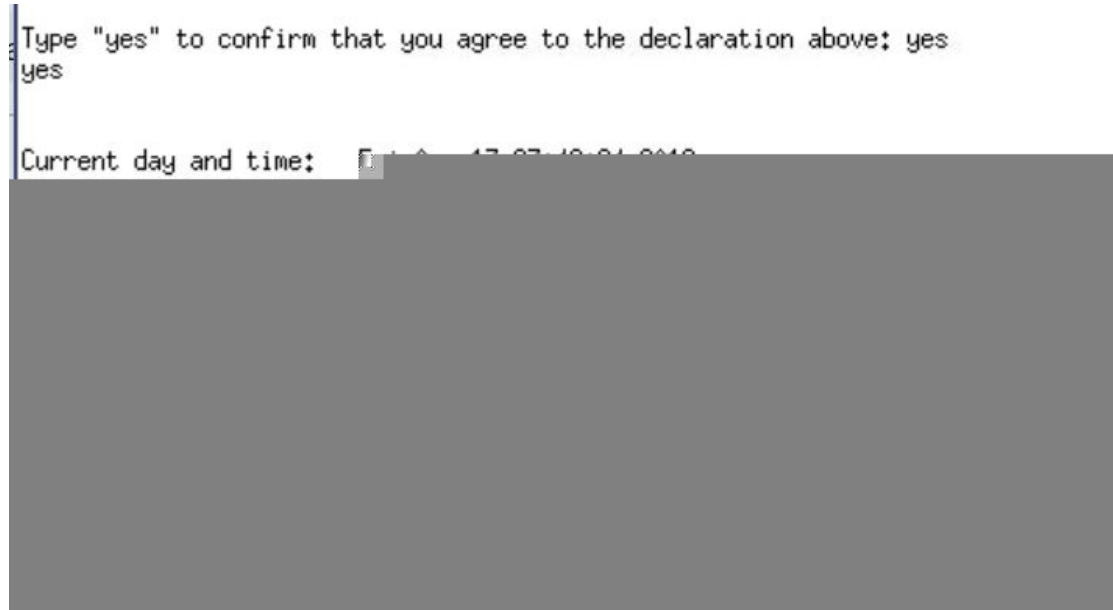 Type "yes" to confirm that you agree to the declaration above: yes
yes
Current day and time: